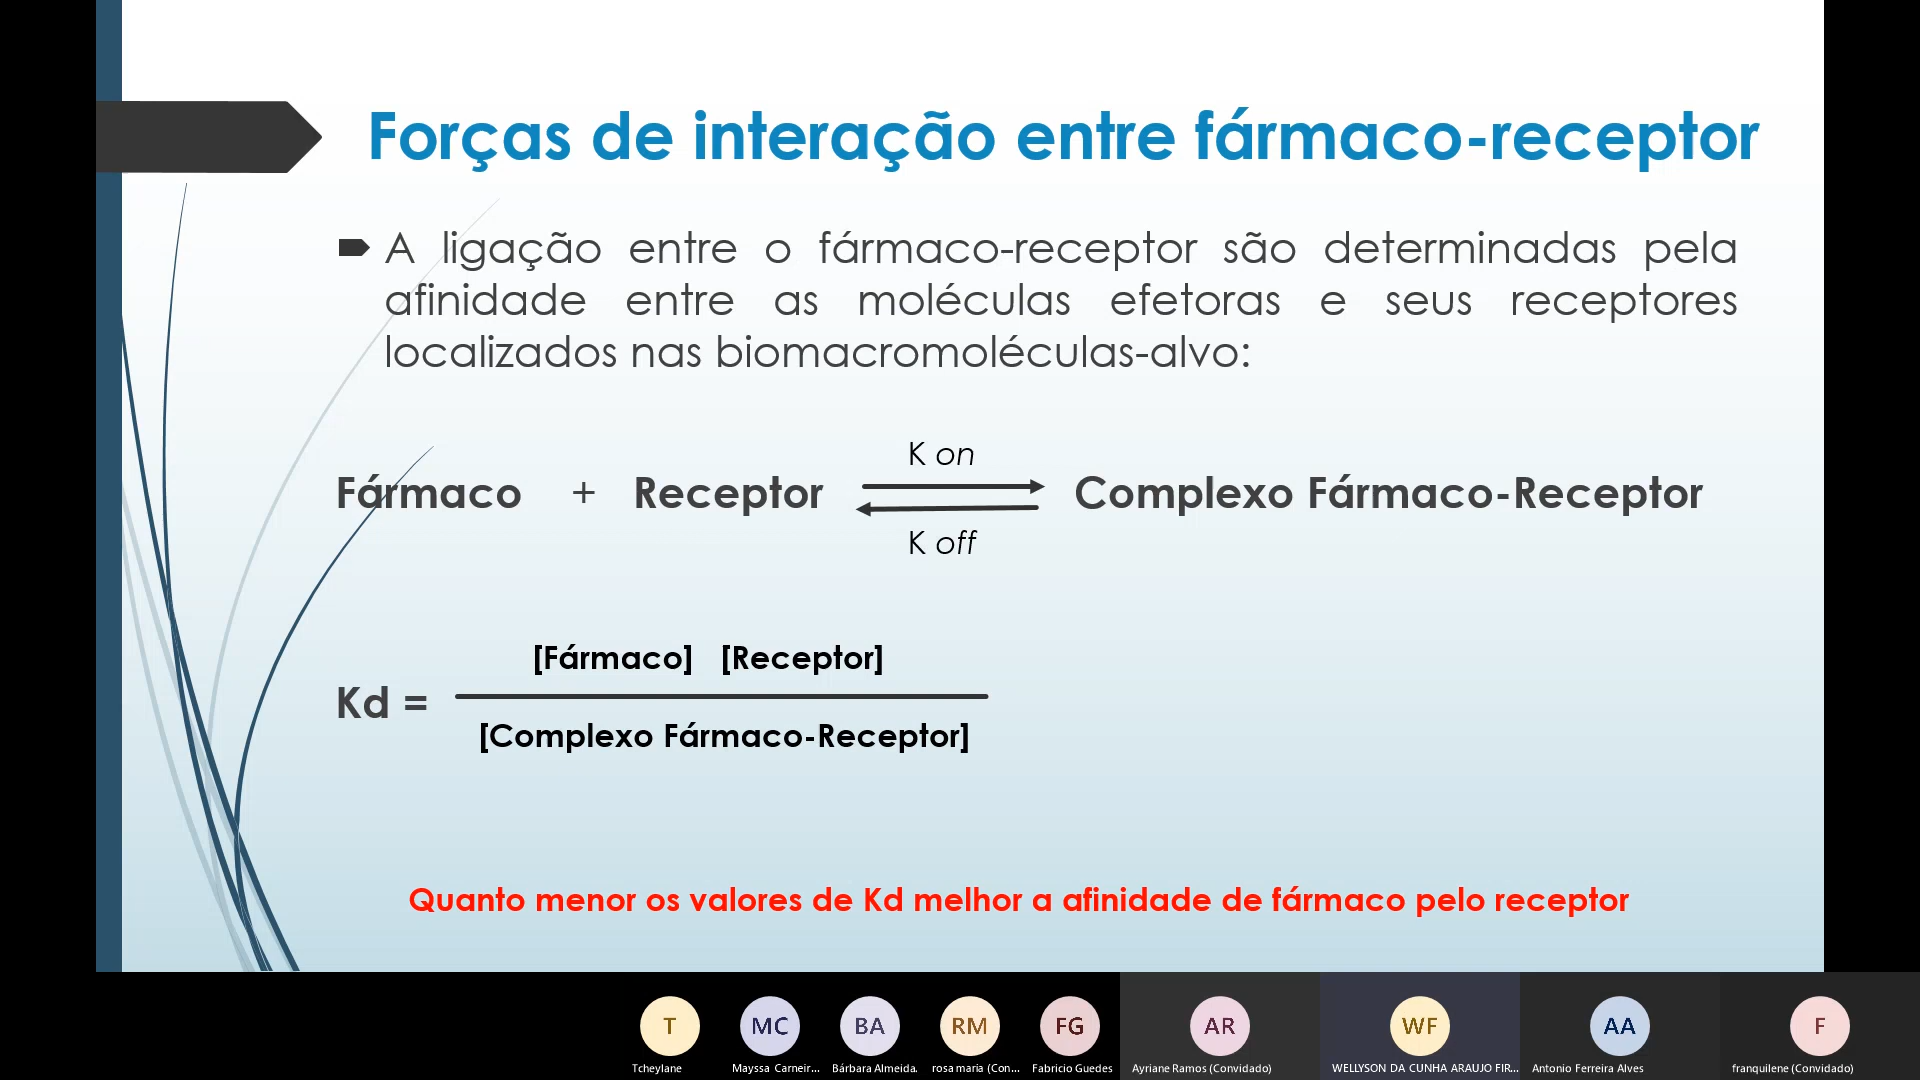 Forças de interação entre fármaco-receptor
A ligação entre o fármaco-receptor são determinadas pela
afinidade entre as moléculas efetoras e seus receptores
localizados nas biomacromoléculas-alvo:
K on
Fármaco + Receptor Complexo Fármaco-Receptor
K off
[Fármaco] [Receptor]
Kd =
[Complexo Fármaco-Receptor]
Quanto menor os valores de Kd melhor a afinidade de fármaco pelo receptor
T MC BA RM FG AR WF AA F
Tcheylane Mayssa Carneir... Bárbara Almeida. rosa maria (Con... Fabricio Guedes Ayriane Ramos (Convidado) WELLYSON DA CUNHA ARAUJO FIR... Antonio Ferreira Alves franquilene (Convidado)